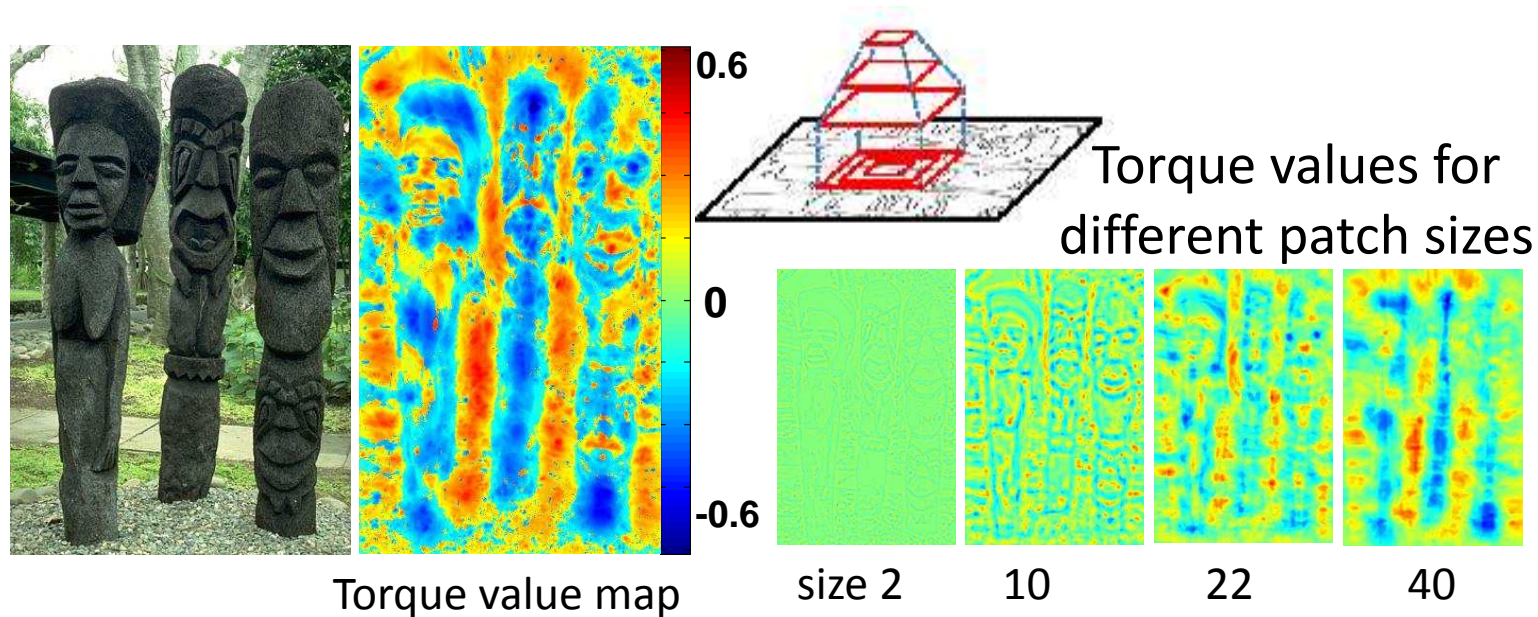 0.6
0
-0.6
Torque value map
Torque values for
different patch sizes
size 2 10 22 40